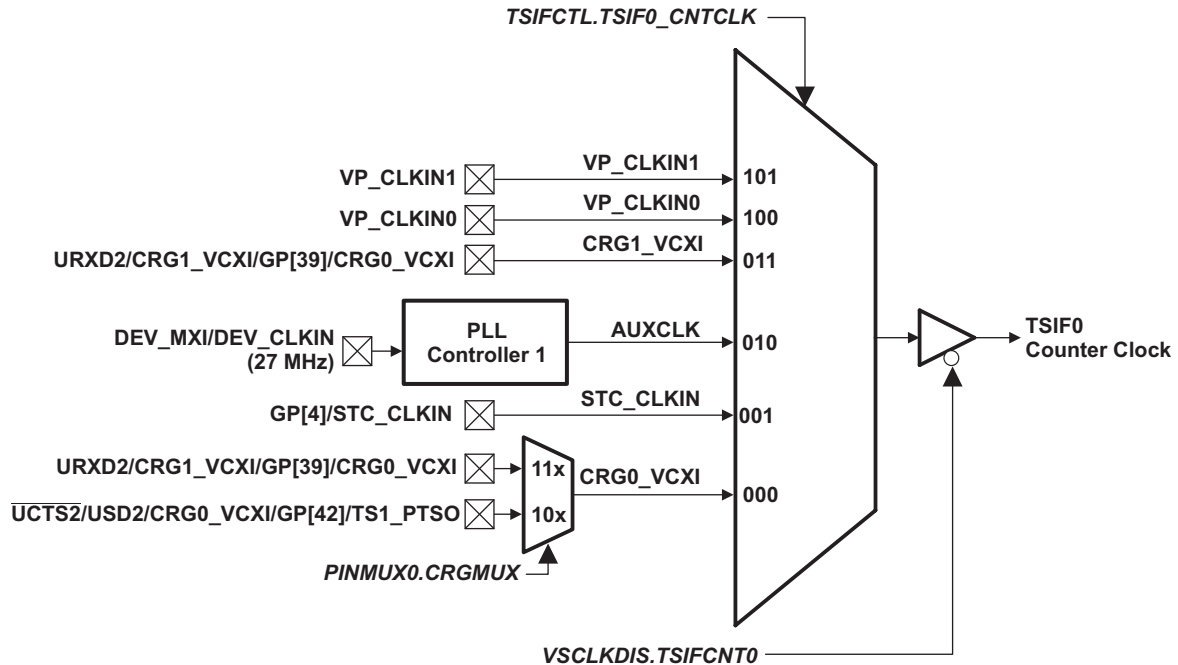 TSIFCTL.TSIF0_CNTCLK
VP_CLKIN1
VP_CLKIN1
101
VP_CLKIN0
VP_CLKIN0
100
URXD2/CRG1_VCXI/GP[39]/CRG0_VCXI
CRG1_VCXI
011
DEV_MXI/DEV_CLKIN
(27 MHz)
PLL
Controller 1
AUXCLK
010
TSIF0
Counter Clock
GP[4]/STC_CLKIN
STC_CLKIN
001
URXD2/CRG1_VCXI/GP[39]/CRG0_VCXI
11x
CRG0_VCXI
000
UCTS2/USD2/CRG0_VCXI/GP[42]/TS1_PTSO
10x
PINMUX0.CRGMUX
VSCLKDIS.TSIFCNT0